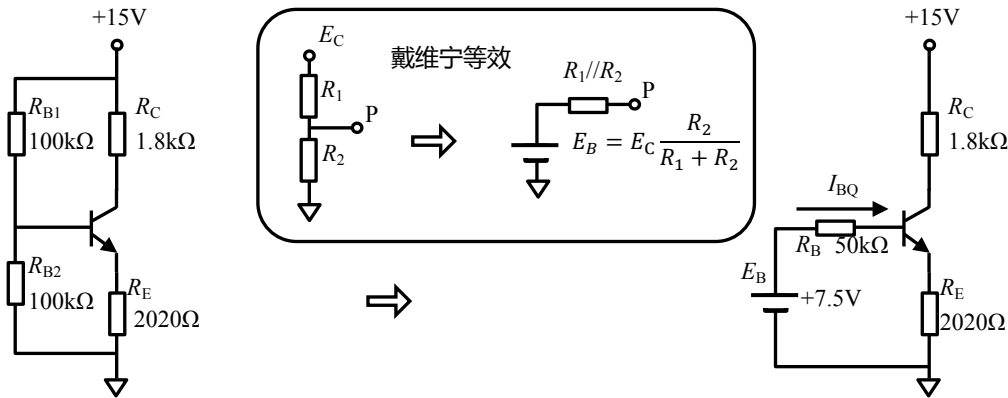 +15V
R_B1
100kΩ
R_C
1.8kΩ
R_B2
100kΩ
R_E
2020Ω
E_C
R_1
R_2
P
戴维宁等效
R_1//R_2
P
E_B = E_C R_2 / (R_1 + R_2)
+15V
R_C
1.8kΩ
I_BQ
R_B
50kΩ
E_B
+7.5V
R_E
2020Ω